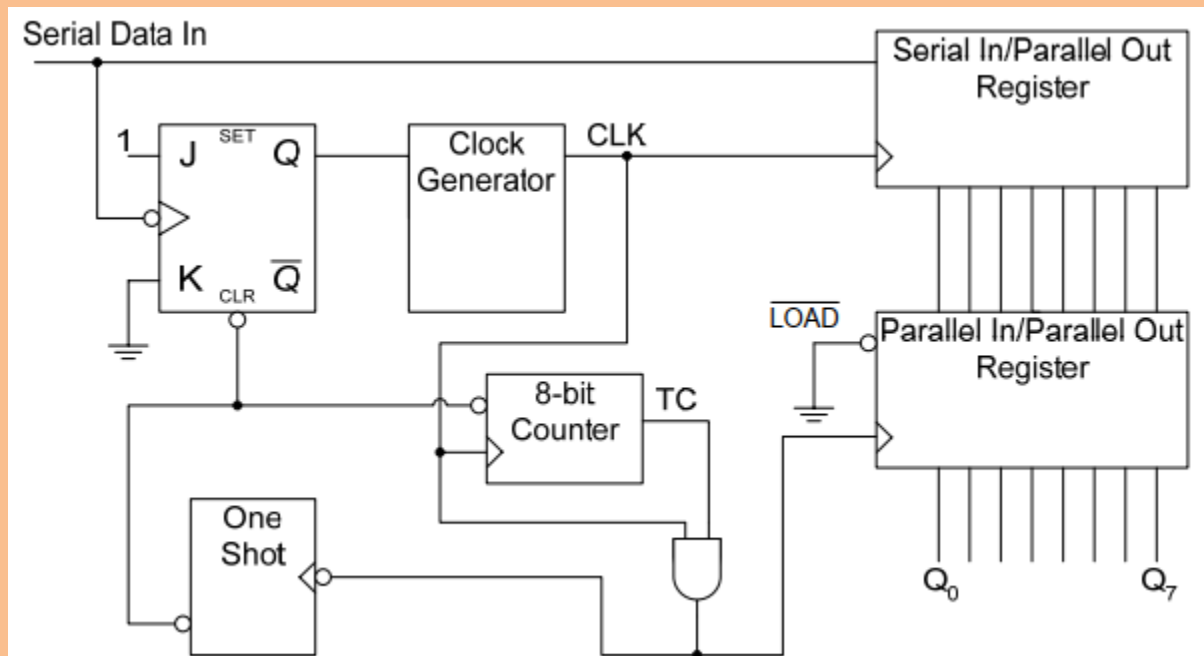 Serial Data In
Serial In/Parallel Out
Register
1
J
SET
Q
Clock
Generator
CLK
K
CLR
Q̅
L̅O̅A̅D̅
Parallel In/Parallel Out
Register
8-bit
Counter
TC
One
Shot
Q₀
Q₇